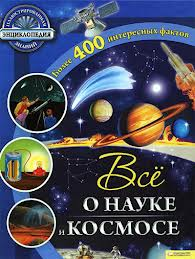 ИЛЛЮСТРИРОВАННАЯ
ЭНЦИКЛОПЕДИЯ
ЗНАНИЙ
Более 400 интересных фактов
Всё
О НАУКЕ
и КОСМОСЕ